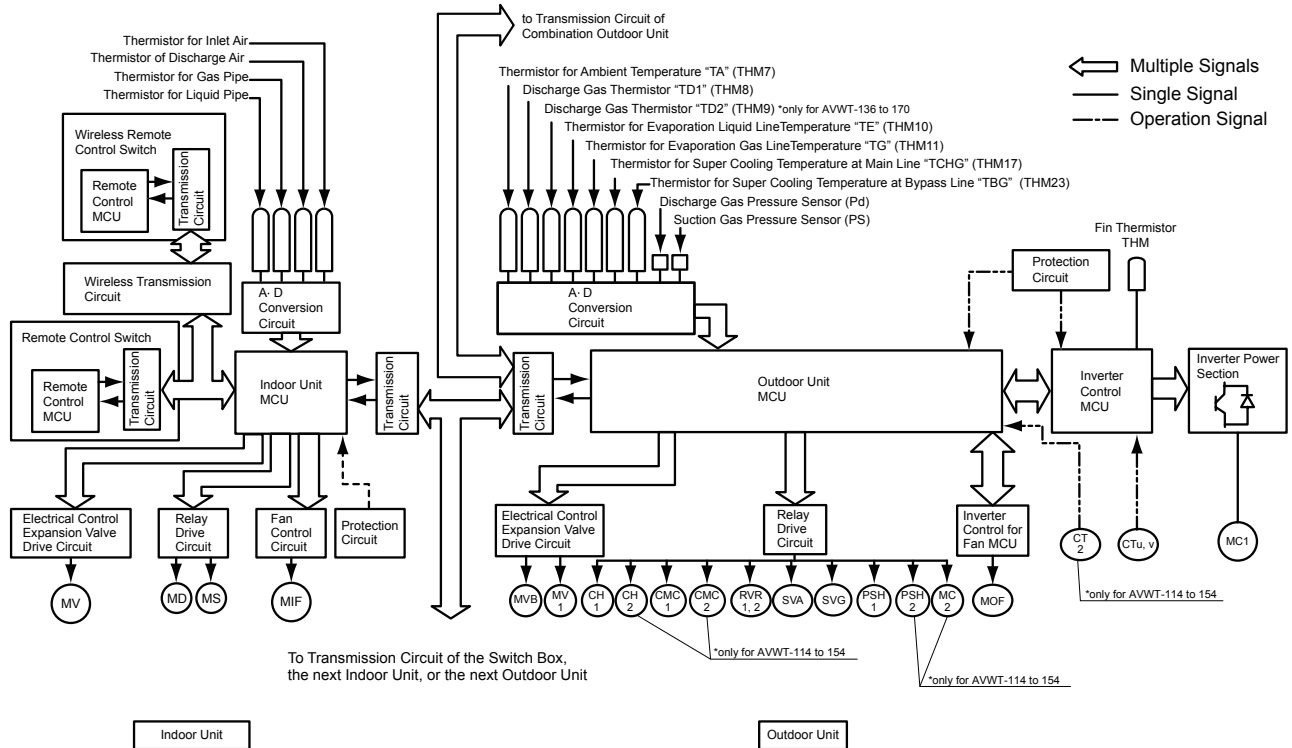 to Transmission Circuit of
Combination Outdoor Unit
Thermistor for Inlet Air
Thermistor of Discharge Air
Thermistor for Gas Pipe
Thermistor for Liquid Pipe
Thermistor for Ambient Temperature “TA” (THM7)
Discharge Gas Thermistor “TD1” (THM8)
Discharge Gas Thermistor “TD2” (THM9) *only for AVWT-136 to 170
Thermistor for Evaporation Liquid LineTemperature “TE” (THM10)
Thermistor for Evaporation Gas LineTemperature “TG” (THM11)
Thermistor for Super Cooling Temperature at Main Line “TCHG” (THM17)
Thermistor for Super Cooling Temperature at Bypass Line “TBG” (THM23)
Discharge Gas Pressure Sensor (Pd)
Suction Gas Pressure Sensor (PS)
Multiple Signals
Single Signal
Operation Signal
Wireless Remote
Control Switch
Remote
Control
MCU
Transmission
Circuit
Wireless Transmission
Circuit
A· D
Conversion
Circuit
Remote Control Switch
Remote
Control
MCU
Transmission
Circuit
Indoor Unit
MCU
Transmission
Circuit
A· D
Conversion
Circuit
Transmission
Circuit
Outdoor Unit
MCU
Protection
Circuit
Fin Thermistor
THM
Inverter
Control
MCU
Inverter Power
Section
Electrical Control
Expansion Valve
Drive Circuit
Relay
Drive
Circuit
Fan
Control
Circuit
Protection
Circuit
MV
MD
MS
MIF
Electrical Control
Expansion Valve
Drive Circuit
Relay
Drive
Circuit
Inverter
Control for
Fan MCU
MVB
MV
1
CH
1
CH
2
CMC
1
CMC
2
RVR
1, 2
SVA
SVG
PSH
1
PSH
2
MC
2
MOF
CT
2
CTu, v
MC1
*only for AVWT-114 to 154
*only for AVWT-114 to 154
*only for AVWT-114 to 154
To Transmission Circuit of the Switch Box,
the next Indoor Unit, or the next Outdoor Unit
Indoor Unit
Outdoor Unit